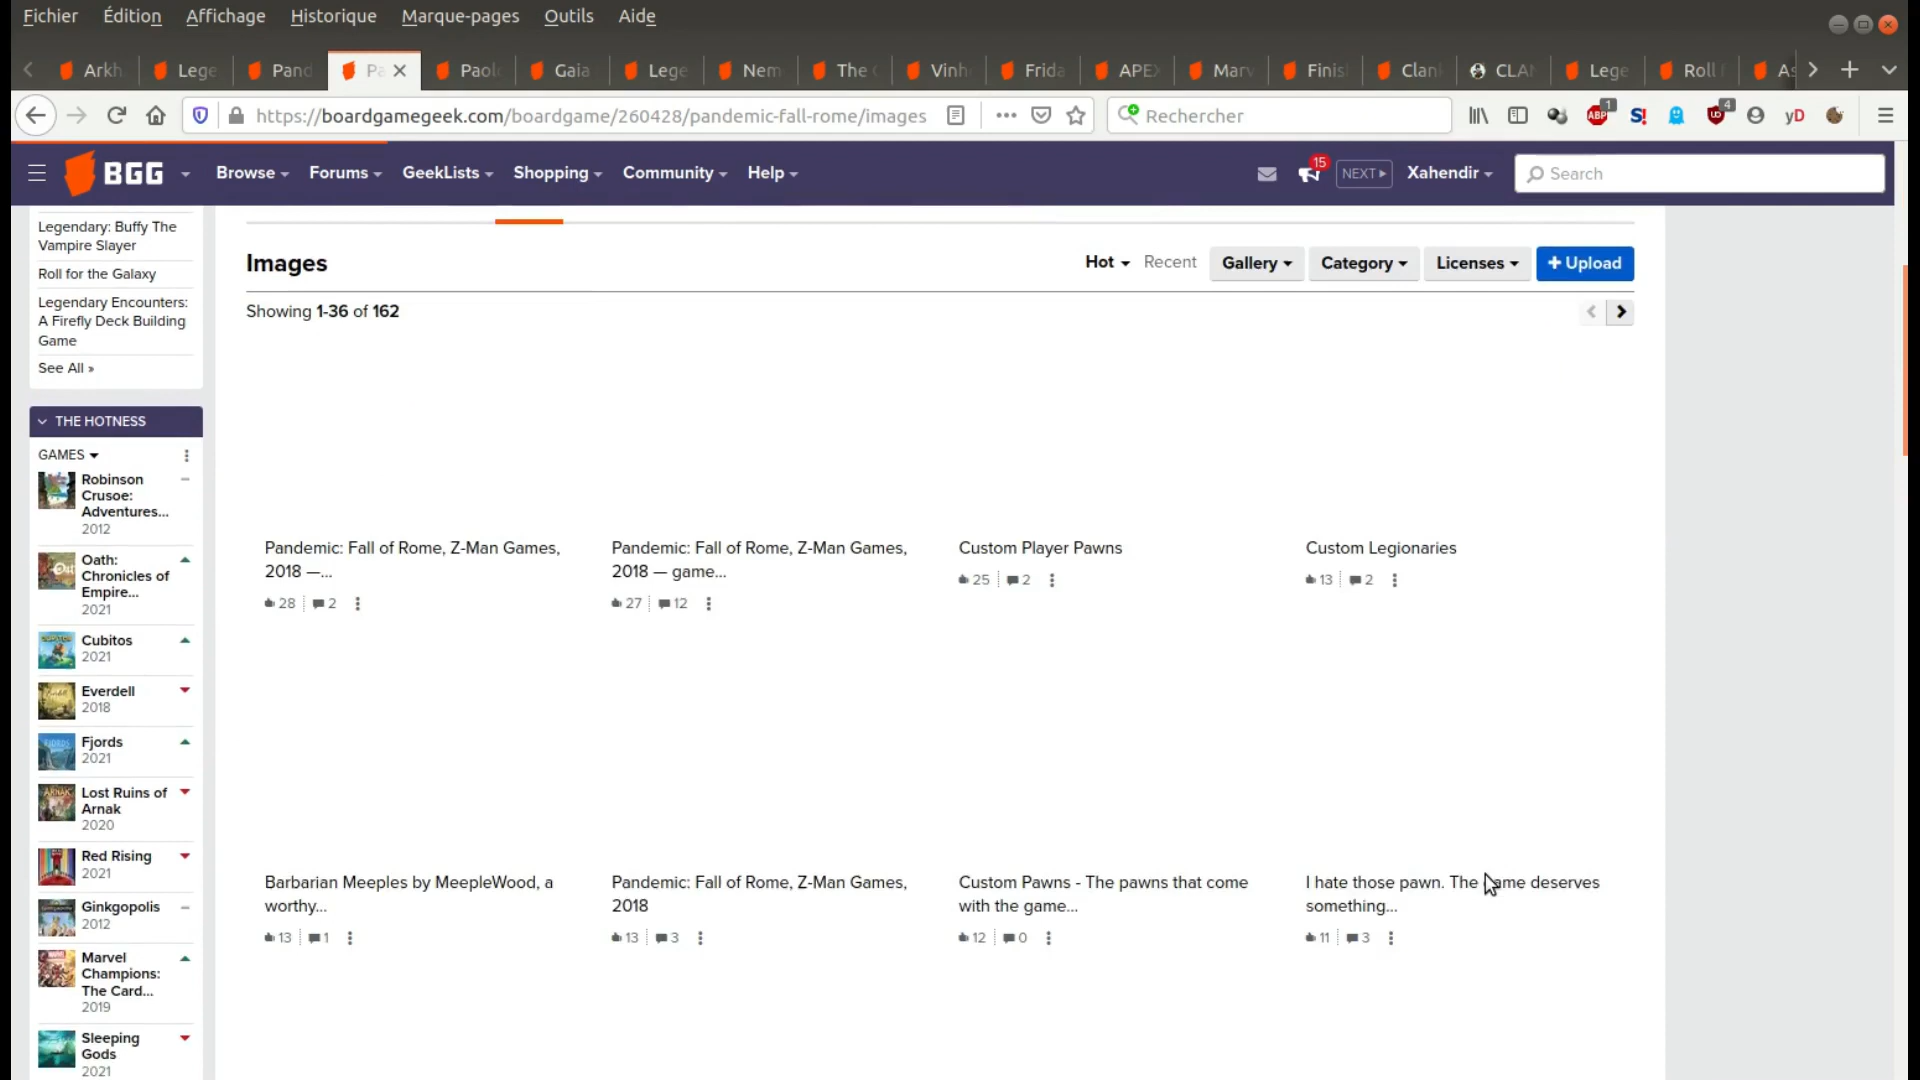 Fichier Édition Affichage Historique Marque-pages Outils Aide
Arkh Lege Pand Pa Paol Gaia Lege Nem The Vinh Frida APEX Marv Finis Clan CLAN Lege Roll As
https://boardgamegeek.com/boardgame/260428/pandemic-fall-rome/images
Rechercher
ABP 1 S! 4 yD
BGG Browse Forums GeekLists Shopping Community Help 15 NEXT Xahendir Search
Legendary: Buffy The
Vampire Slayer
Roll for the Galaxy
Legendary Encounters:
A Firefly Deck Building
Game
See All »
THE HOTNESS
GAMES
Robinson
Crusoe:
Adventures...
2012
Oath:
Chronicles of
Empire...
2021
Cubitos
2021
Everdell
2018
Fjords
2021
Lost Ruins of
Arnak
2020
Red Rising
2021
Ginkgopolis
2012
Marvel
Champions:
The Card...
2019
Sleeping
Gods
2021
Images
Hot Recent Gallery Category Licenses + Upload
Showing 1-36 of 162
Pandemic: Fall of Rome, Z-Man Games,
2018 —...
28 2
Pandemic: Fall of Rome, Z-Man Games,
2018 — game...
27 12
Custom Player Pawns
25 2
Custom Legionaries
13 2
Barbarian Meeples by MeepleWood, a
worthy...
13 1
Pandemic: Fall of Rome, Z-Man Games,
2018
13 3
Custom Pawns - The pawns that come
with the game...
12 0
I hate those pawn. The game deserves
something...
11 3